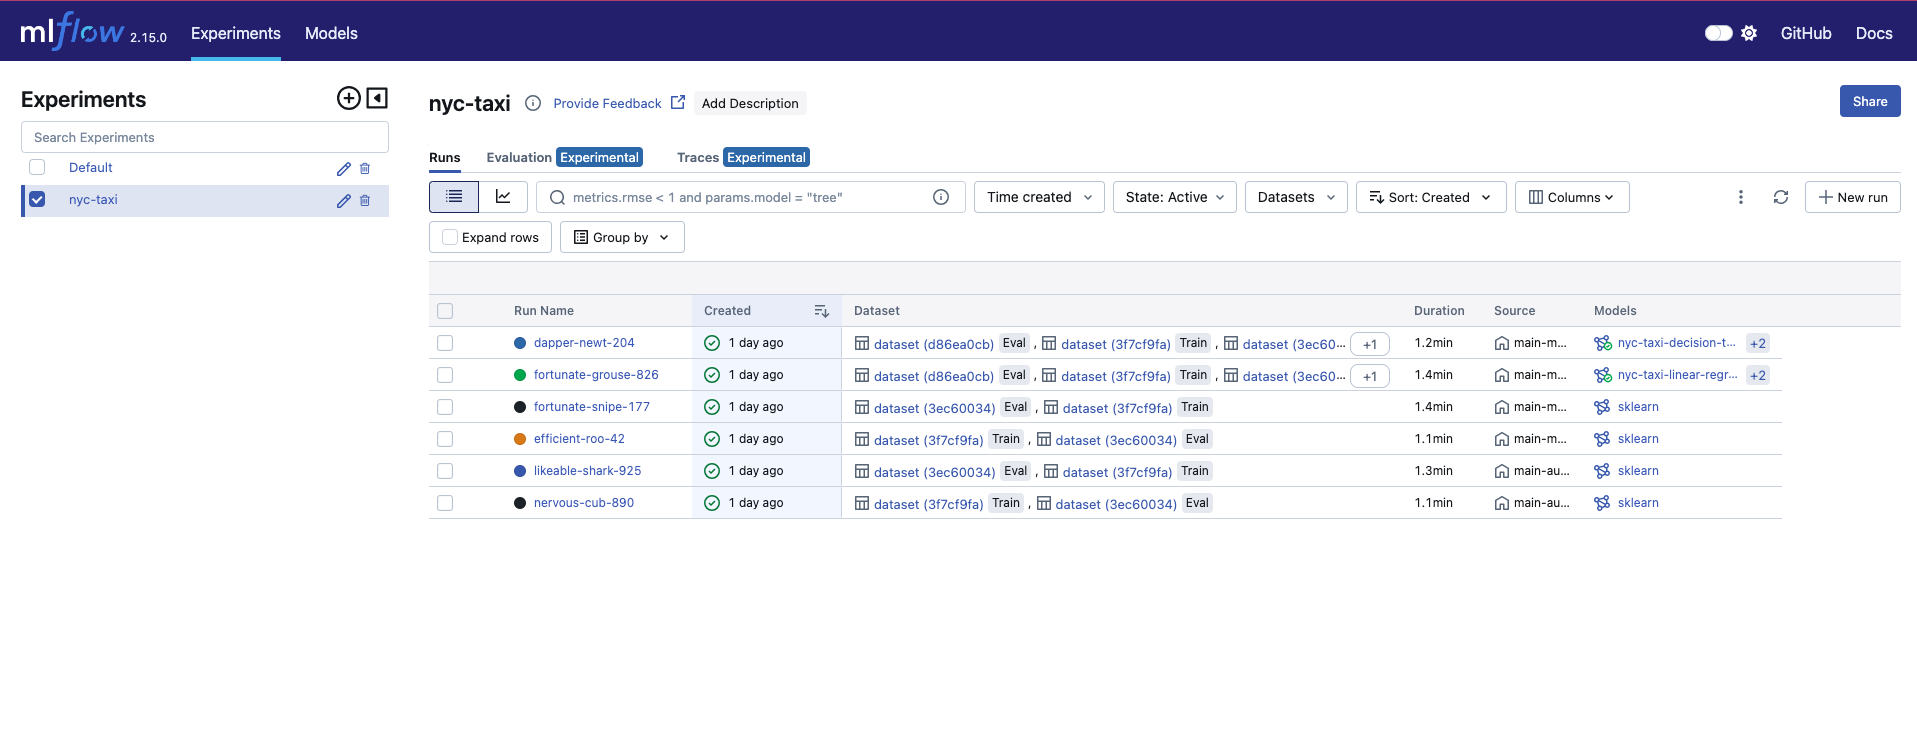 mlflow 2.15.0 Experiments Models GitHub Docs
Experiments
Search Experiments
Default
nyc-taxi
nyc-taxi Provide Feedback Add Description Share
Runs Evaluation Experimental Traces Experimental
metrics.rmse < 1 and params.model = "tree" Time created State: Active Datasets Sort: Created Columns New run
Expand rows Group by
Run Name Created Dataset Duration Source Models
dapper-newt-204 1 day ago dataset (d86ea0cb) Eval , dataset (3f7cf9fa) Train , dataset (3ec60... +1 1.2min main-m... nyc-taxi-decision-t... +2
fortunate-grouse-826 1 day ago dataset (d86ea0cb) Eval , dataset (3f7cf9fa) Train , dataset (3ec60... +1 1.4min main-m... nyc-taxi-linear-regr... +2
fortunate-snipe-177 1 day ago dataset (3ec60034) Eval , dataset (3f7cf9fa) Train 1.4min main-m... sklearn
efficient-roo-42 1 day ago dataset (3f7cf9fa) Train , dataset (3ec60034) Eval 1.1min main-m... sklearn
likeable-shark-925 1 day ago dataset (3ec60034) Eval , dataset (3f7cf9fa) Train 1.3min main-au... sklearn
nervous-cub-890 1 day ago dataset (3f7cf9fa) Train , dataset (3ec60034) Eval 1.1min main-au... sklearn